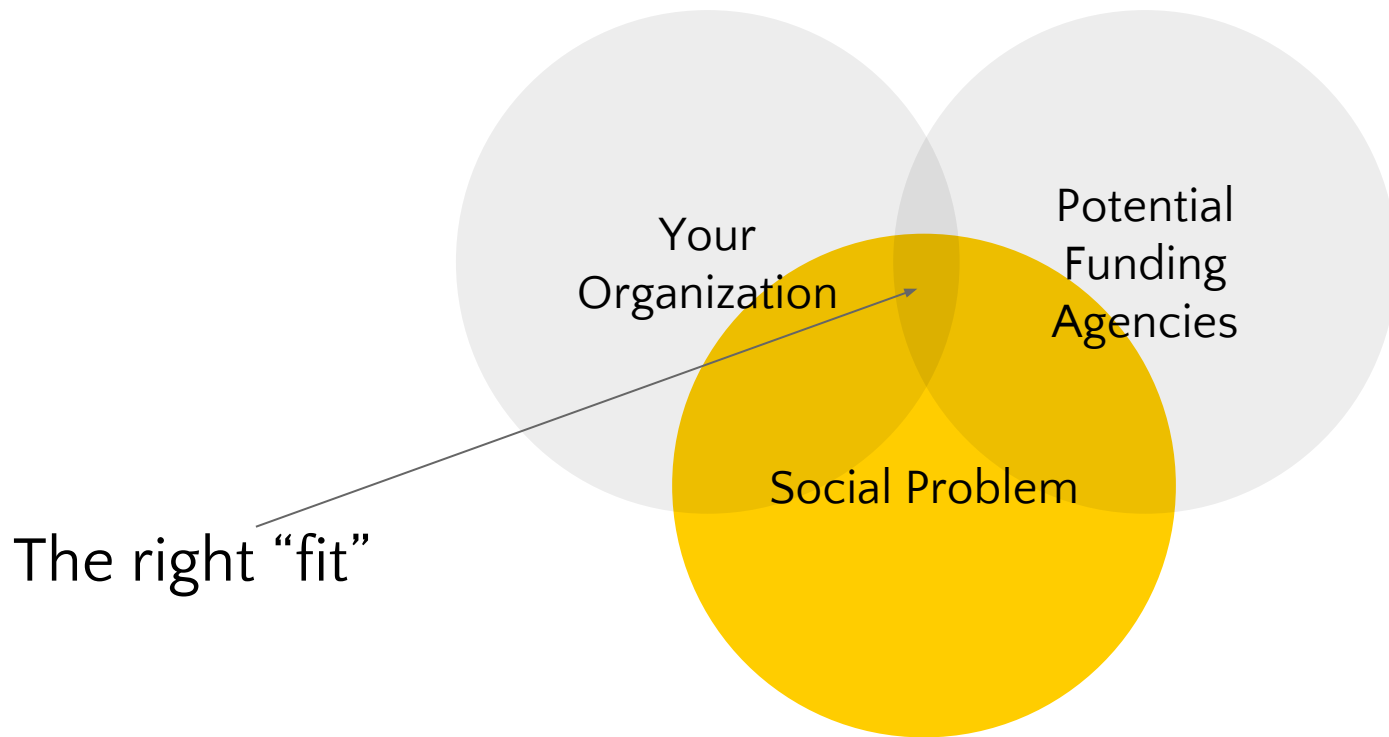 Your
Organization
Potential
Funding
Agencies
Social Problem
The right “fit”